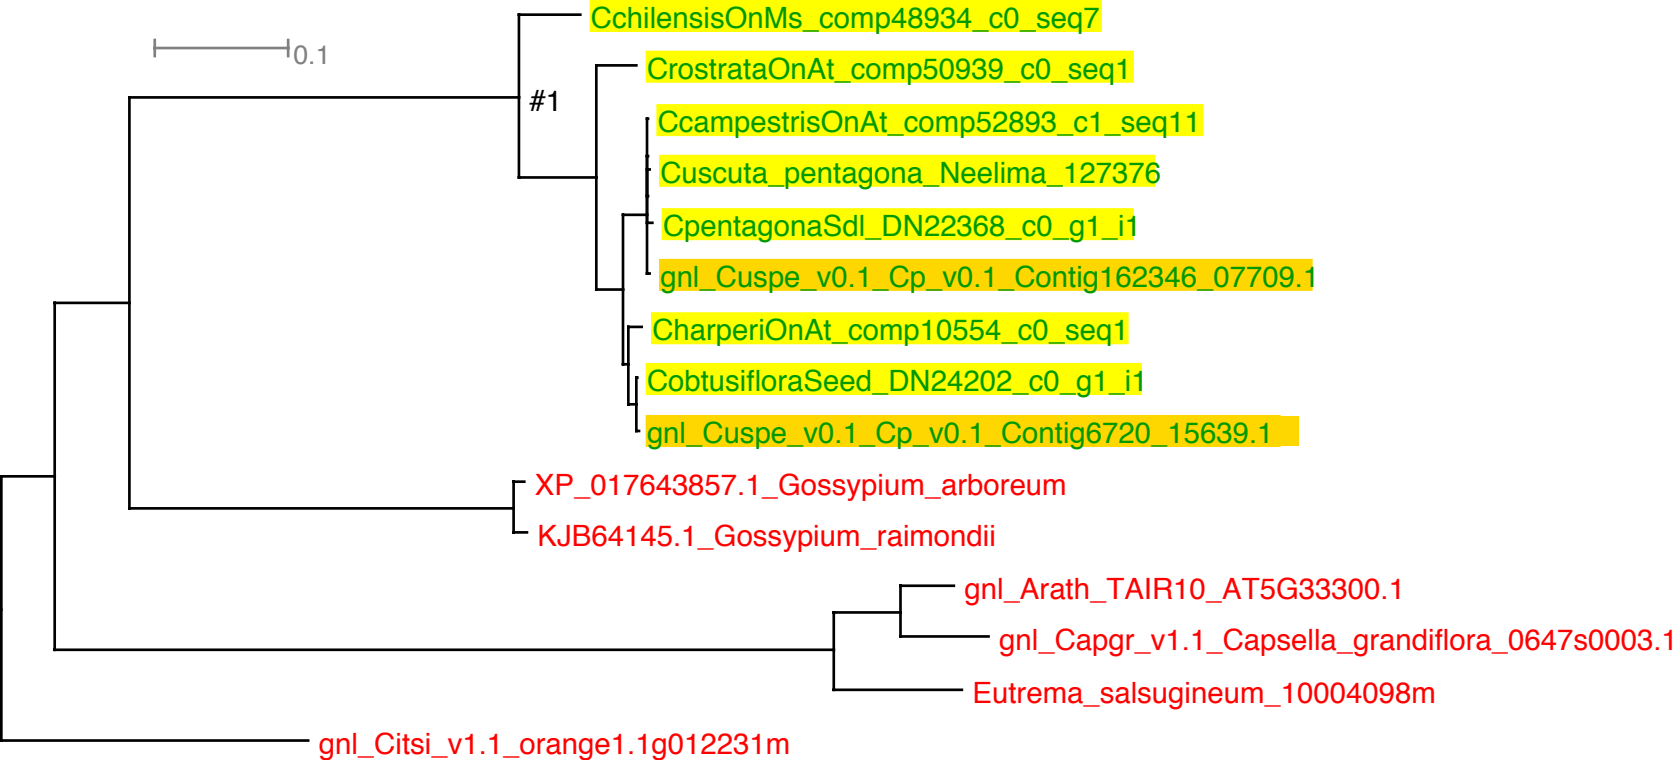 CchilensisOnMs_comp48934_c0_seq7
0.1
CrostrataOnAt_comp50939_c0_seq1
#1
CcampestrisOnAt_comp52893_c1_seq11
Cuscuta_pentagona_Neelima_127376
CpentagonaSdl_DN22368_c0_g1_i1
gnl_Cuspe_v0.1_Cp_v0.1_Contig162346_07709.1
CharperiOnAt_comp10554_c0_seq1
CobtusifloraSeed_DN24202_c0_g1_i1
gnl_Cuspe_v0.1_Cp_v0.1_Contig6720_15639.1
XP_017643857.1_Gossypium_arboreum
KJB64145.1_Gossypium_raimondii
gnl_Arath_TAIR10_AT5G33300.1
gnl_Capgr_v1.1_Capsella_grandiflora_0647s0003.1
Eutrema_salsugineum_10004098m
gnl_Citsi_v1.1_orange1.1g012231m